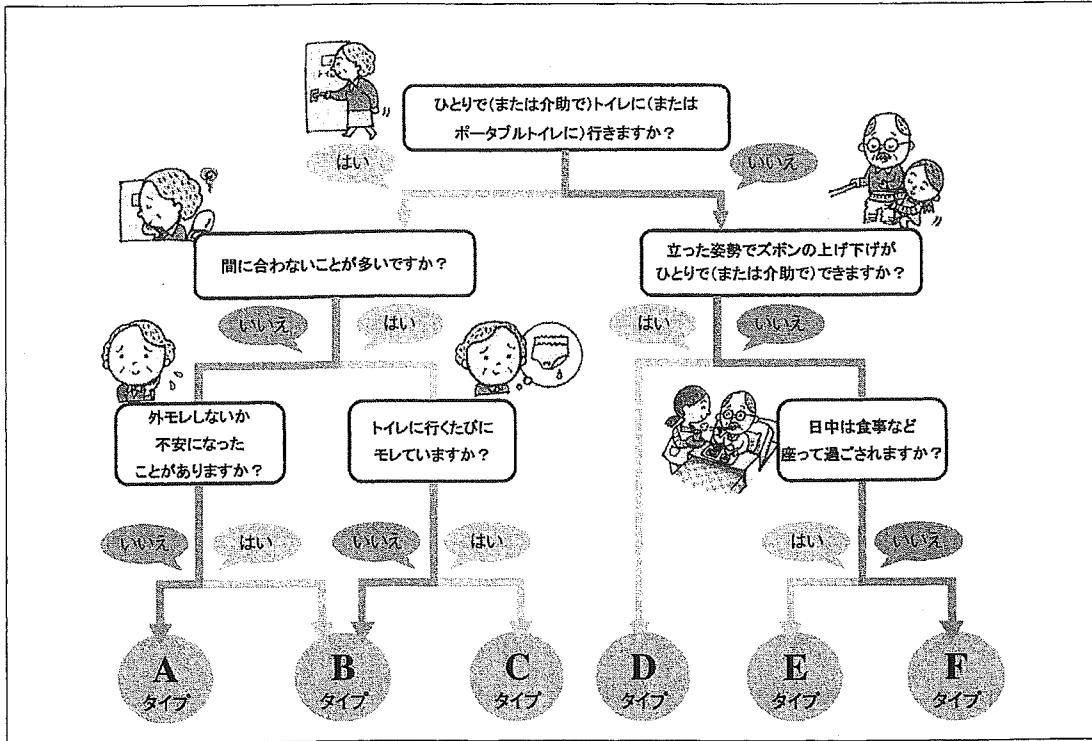 ひとりで(または介助で)トイレに(または
ポータブルトイレに)行きますか?
はい
いいえ
間に合わないことが多いですか?
立った姿勢でズボンの上げ下げが
ひとりで(または介助で)できますか?
いいえ
はい
はい
いいえ
外モレしないか
不安になった
ことがありますか?
トイレに行くたびに
モレていますか?
日中は食事など
座って過ごされますか?
いいえ
はい
いいえ
はい
はい
いいえ
A
タイプ
B
タイプ
C
タイプ
D
タイプ
E
タイプ
F
タイプ